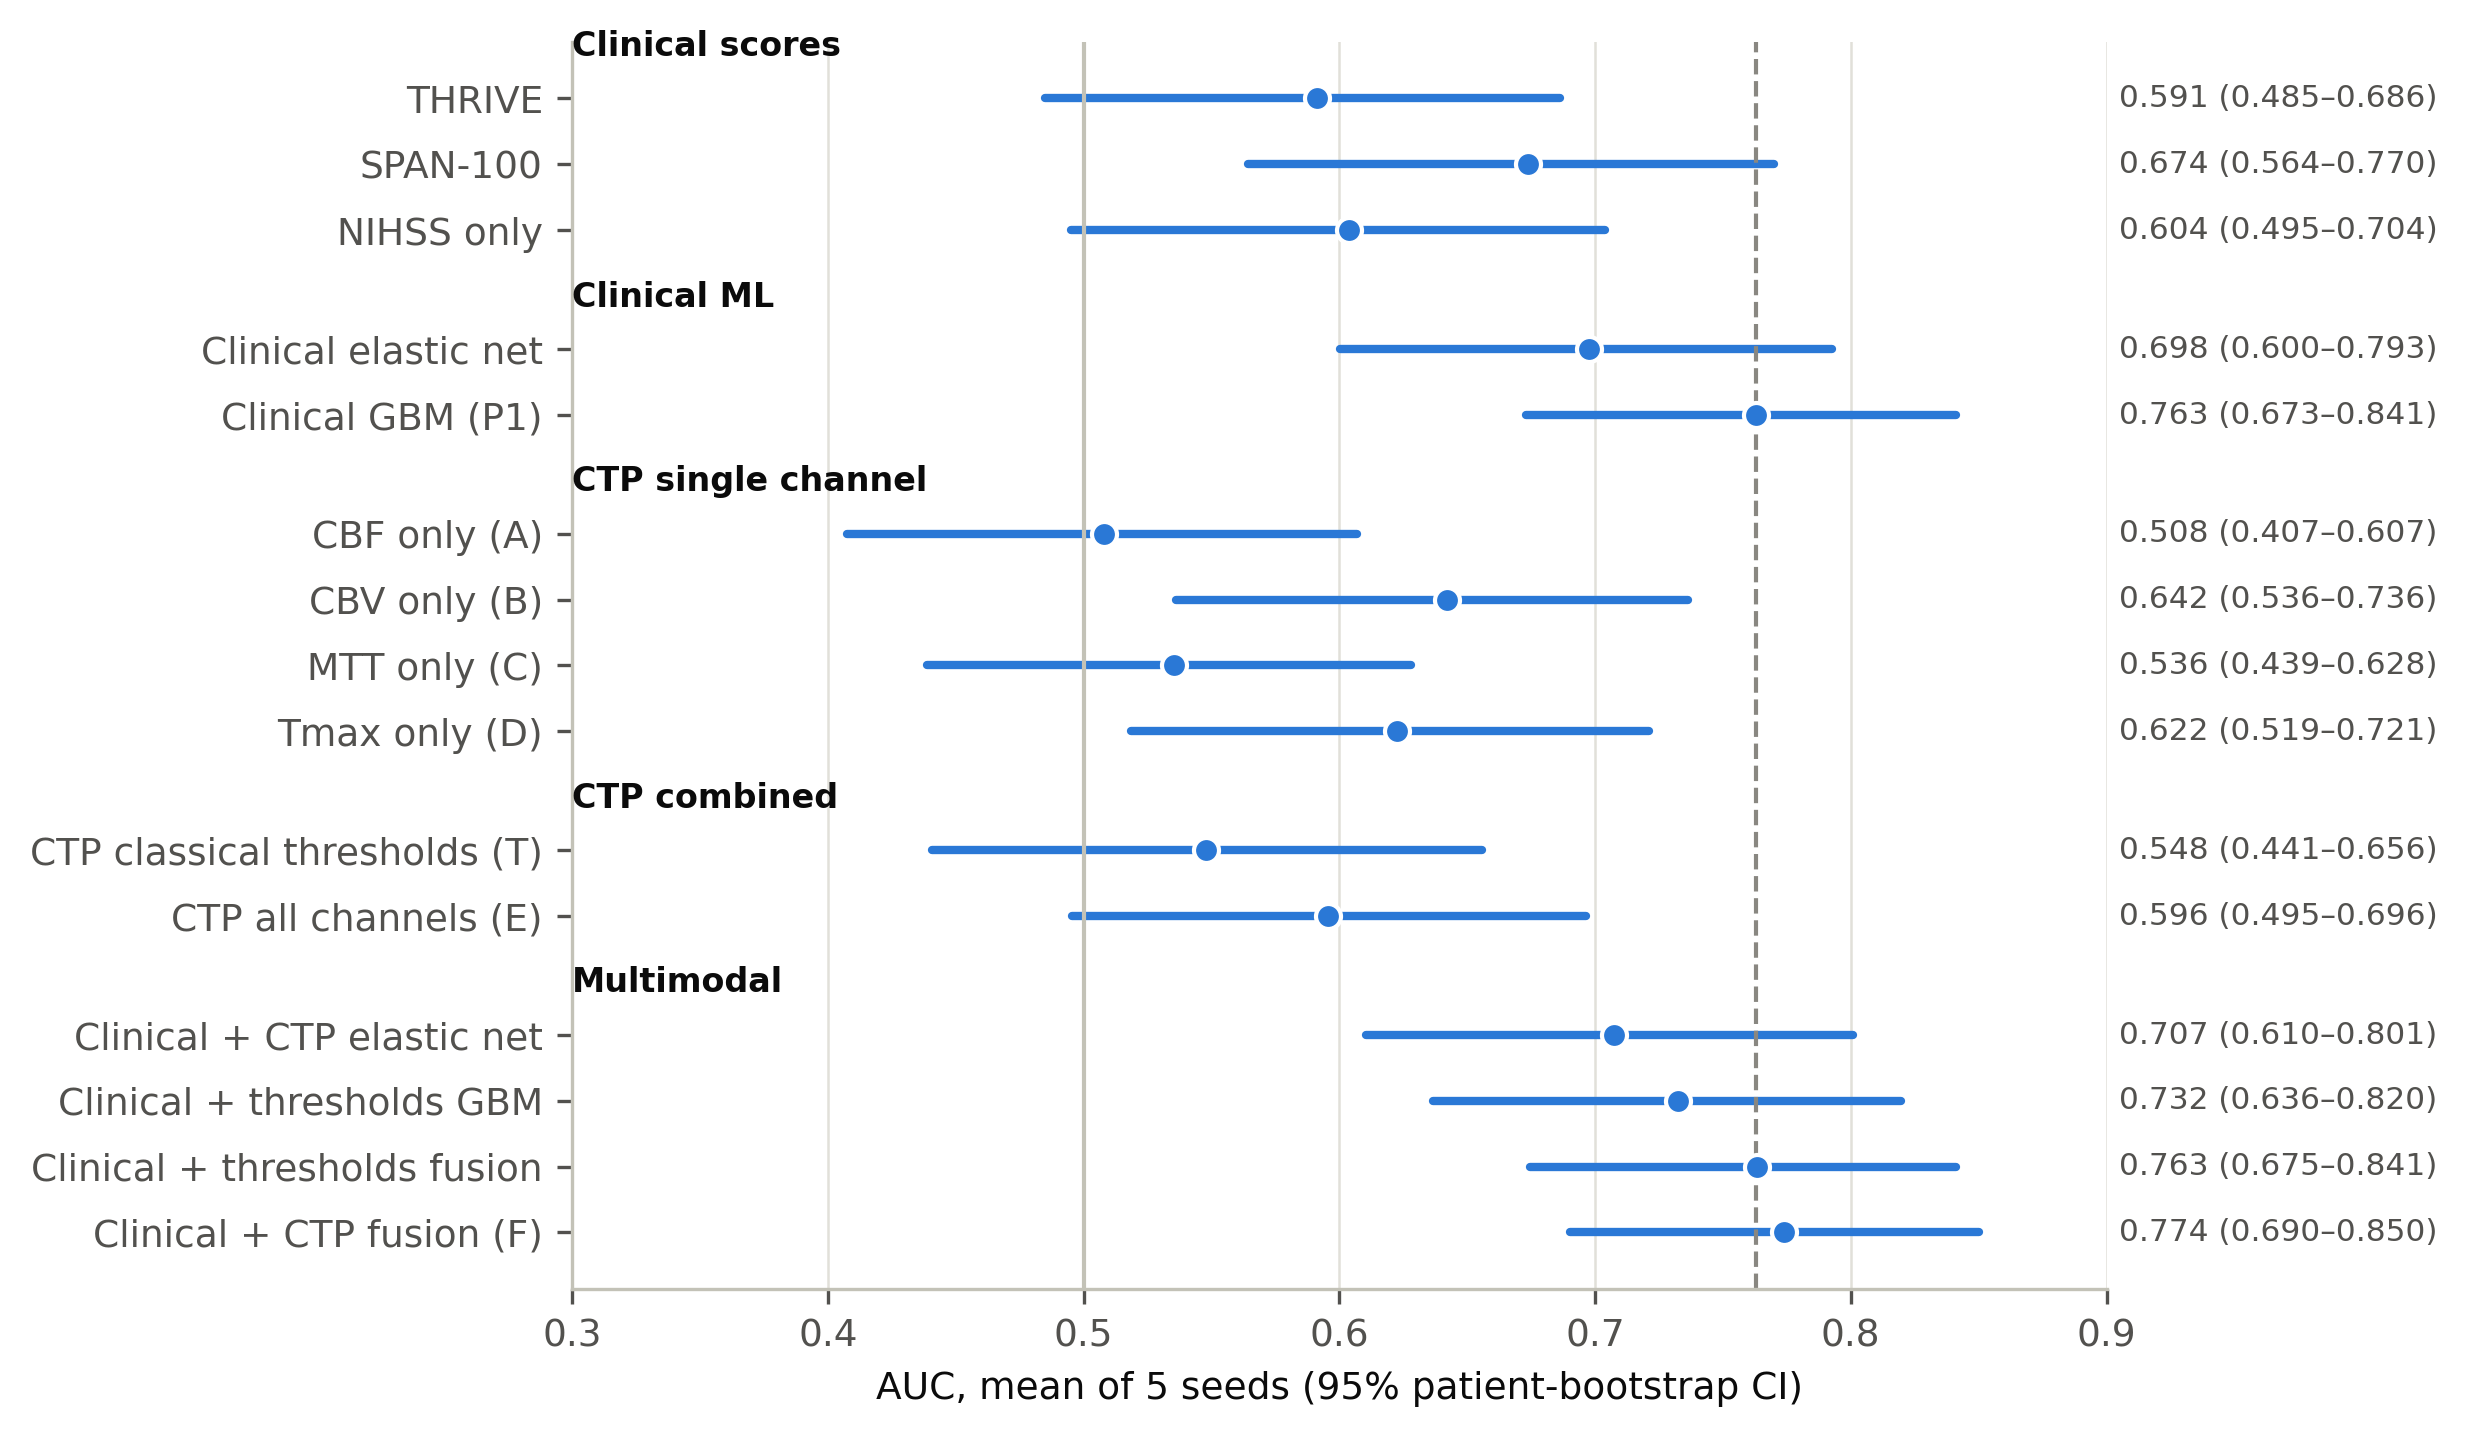 Clinical scores
THRIVE 0.591 (0.485–0.686)
SPAN-100 0.674 (0.564–0.770)
NIHSS only 0.604 (0.495–0.704)
Clinical ML
Clinical elastic net 0.698 (0.600–0.793)
Clinical GBM (P1) 0.763 (0.673–0.841)
CTP single channel
CBF only (A) 0.508 (0.407–0.607)
CBV only (B) 0.642 (0.536–0.736)
MTT only (C) 0.536 (0.439–0.628)
Tmax only (D) 0.622 (0.519–0.721)
CTP combined
CTP classical thresholds (T) 0.548 (0.441–0.656)
CTP all channels (E) 0.596 (0.495–0.696)
Multimodal
Clinical + CTP elastic net 0.707 (0.610–0.801)
Clinical + thresholds GBM 0.732 (0.636–0.820)
Clinical + thresholds fusion 0.763 (0.675–0.841)
Clinical + CTP fusion (F) 0.774 (0.690–0.850)
0.3 0.4 0.5 0.6 0.7 0.8 0.9
AUC, mean of 5 seeds (95% patient-bootstrap CI)